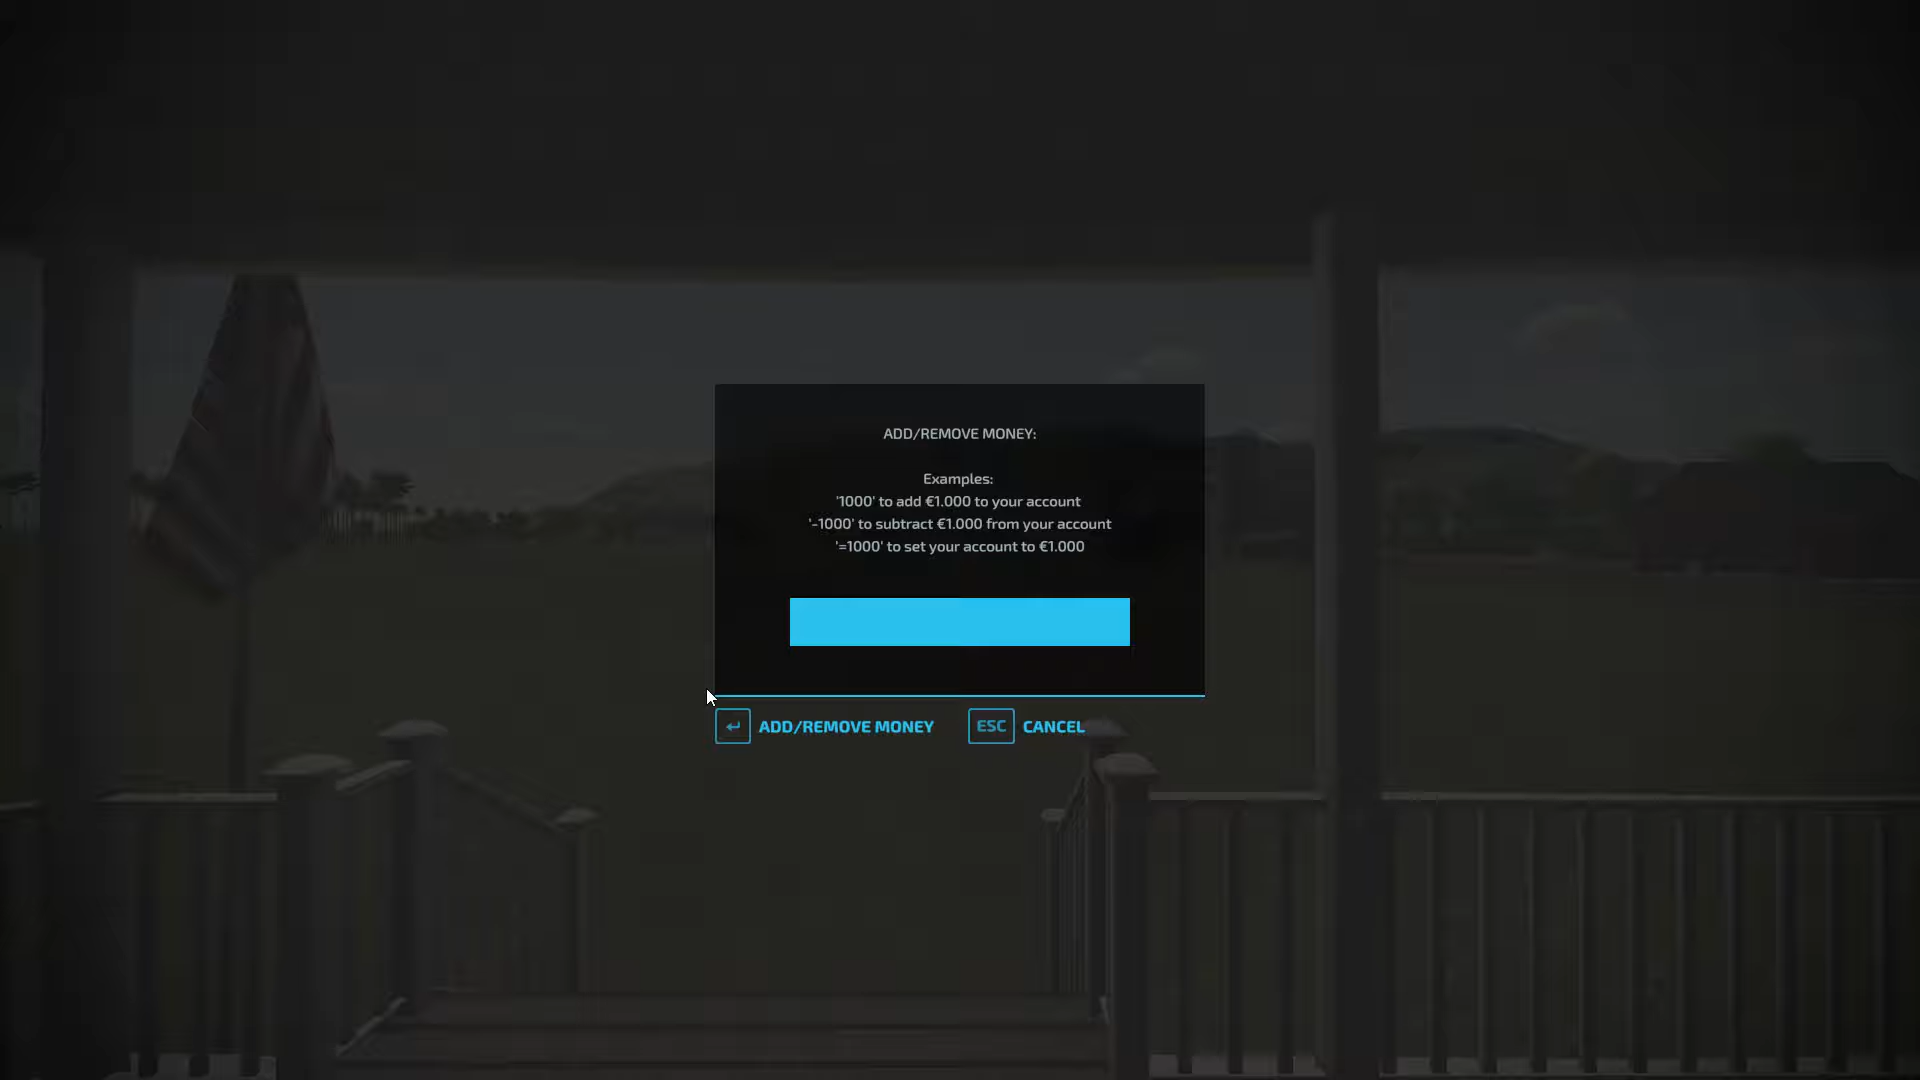 ADD/REMOVE MONEY:
Examples:
'1000' to add €1.000 to your account
'-1000' to subtract €1.000 from your account
'=1000' to set your account to €1.000
ADD/REMOVE MONEY
ESC CANCEL